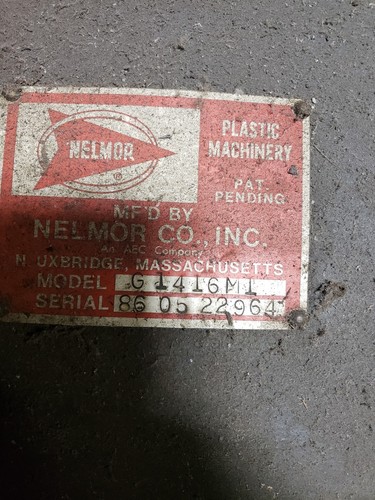 NELMOR
®
PLASTIC
MACHINERY
PAT.
PENDING
MF'D BY
NELMOR CO., INC.
AN AEC Company
N. UXBRIDGE, MASSACHUSETTS
MODEL G1416M1
SERIAL 86 05 22964